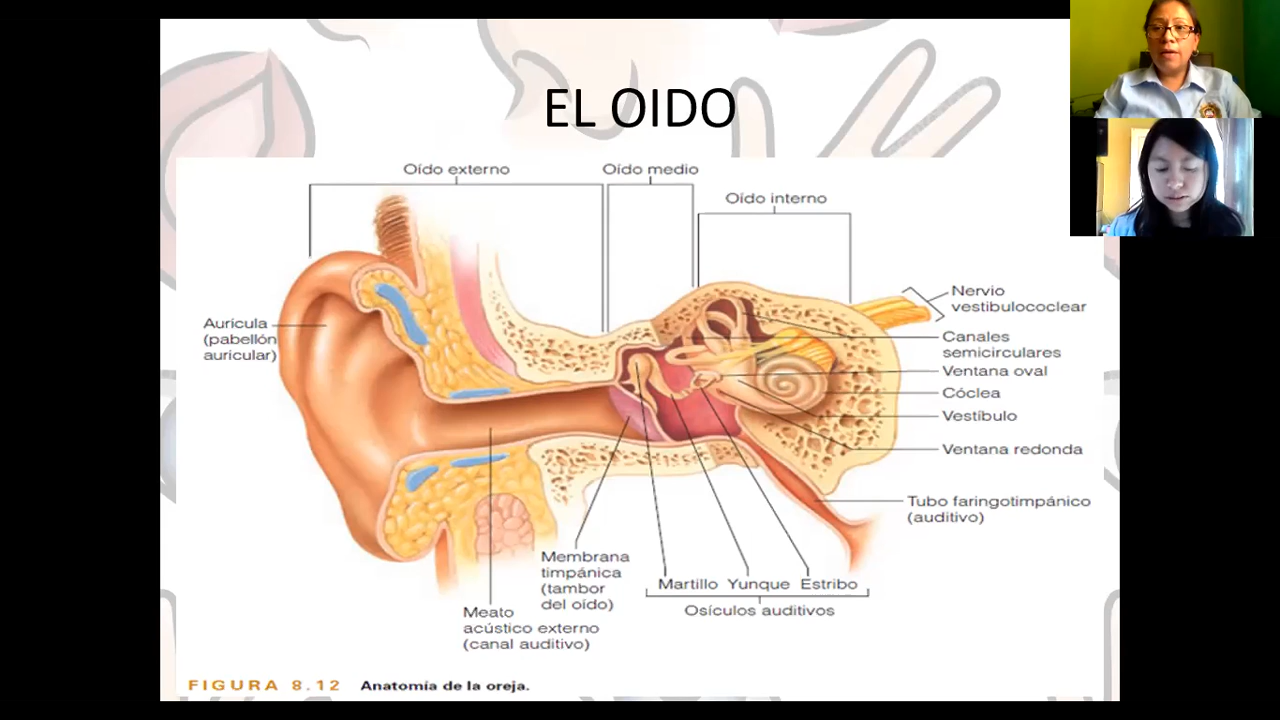 EL OIDO
Oído externo
Oído medio
Oído interno
Nervio
vestibulococlear
Aurícula
(pabellón
auricular)
Canales
semicirculares
Ventana oval
Cóclea
Vestíbulo
Ventana redonda
Tubo faringotimpánico
(auditivo)
Membrana
timpánica
(tambor
del oído)
Martillo Yunque Estribo
Osículos auditivos
Meato
acústico externo
(canal auditivo)
FIGURA 8.12 Anatomía de la oreja.